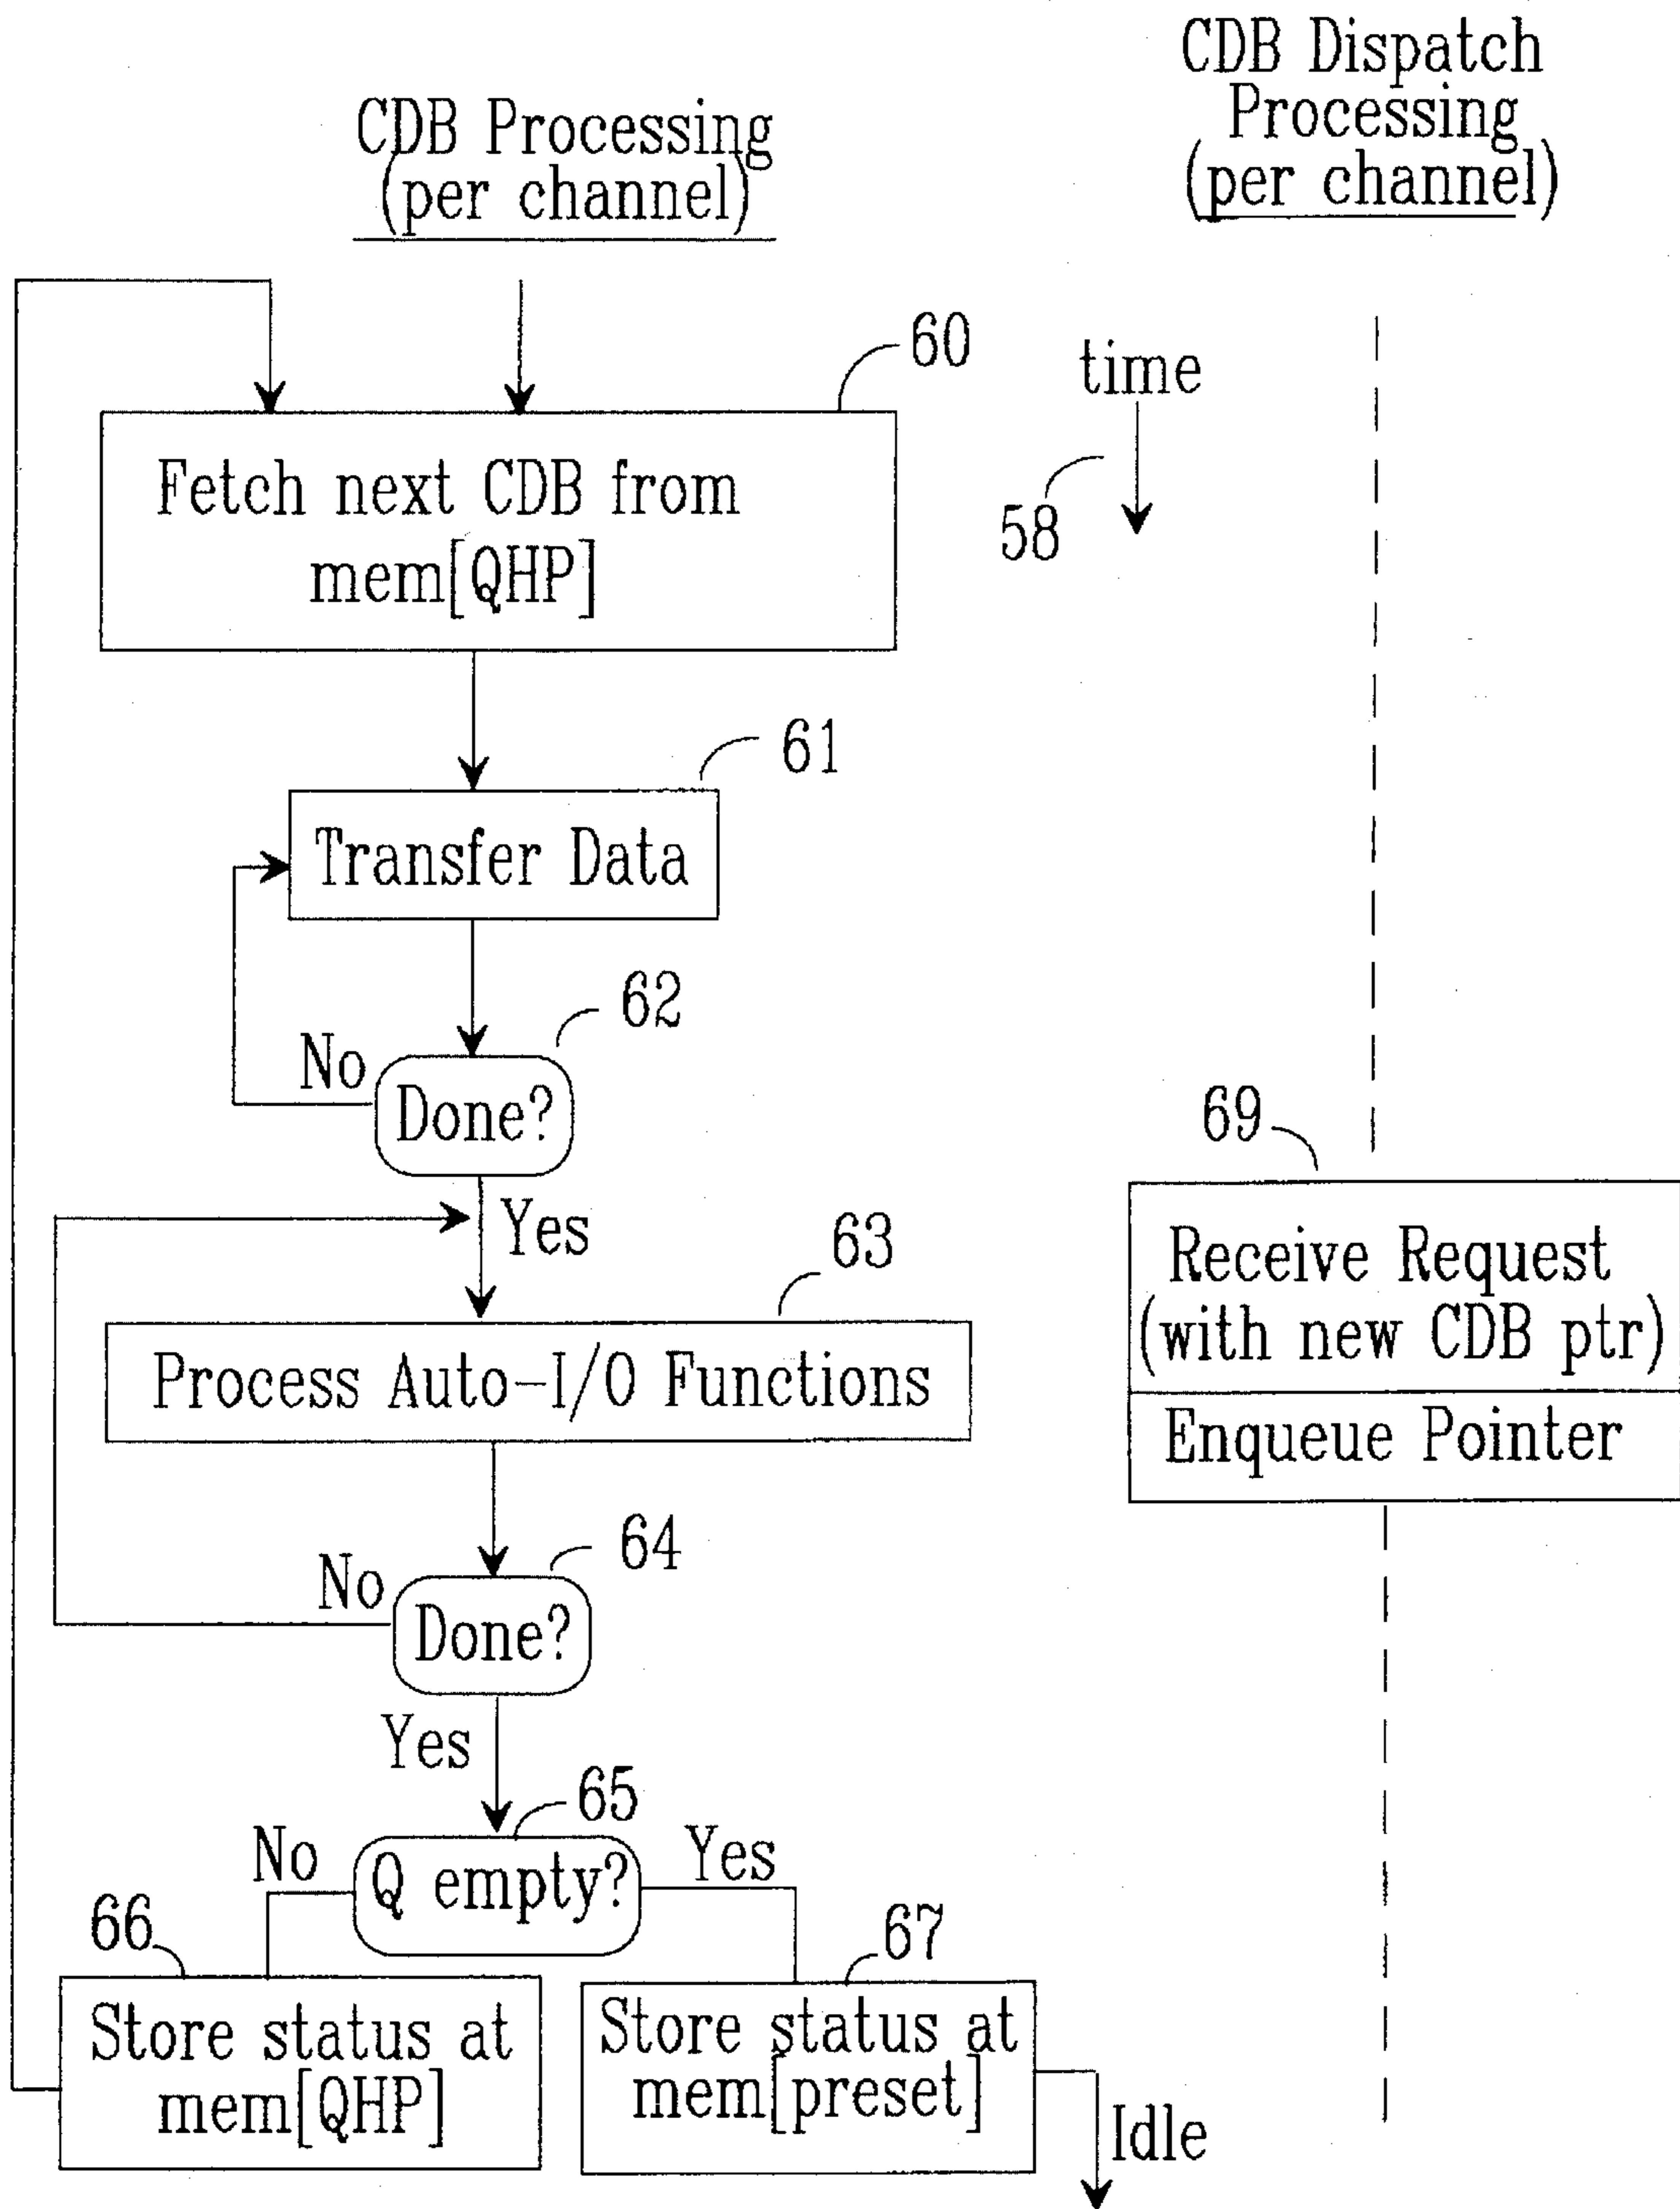 CDB Dispatch
Processing
(per channel)
CDB Processing
(per channel)
60
time
Fetch next CDB from
mem[QHP]
58
61
Transfer Data
62
No
Done?
69
Yes
63
Receive Request
(with new CDB ptr)
Process Auto-I/O Functions
Enqueue Pointer
64
No
Done?
Yes
65
No
Q empty?
Yes
66
67
Store status at
mem[QHP]
Store status at
mem[preset]
Idle